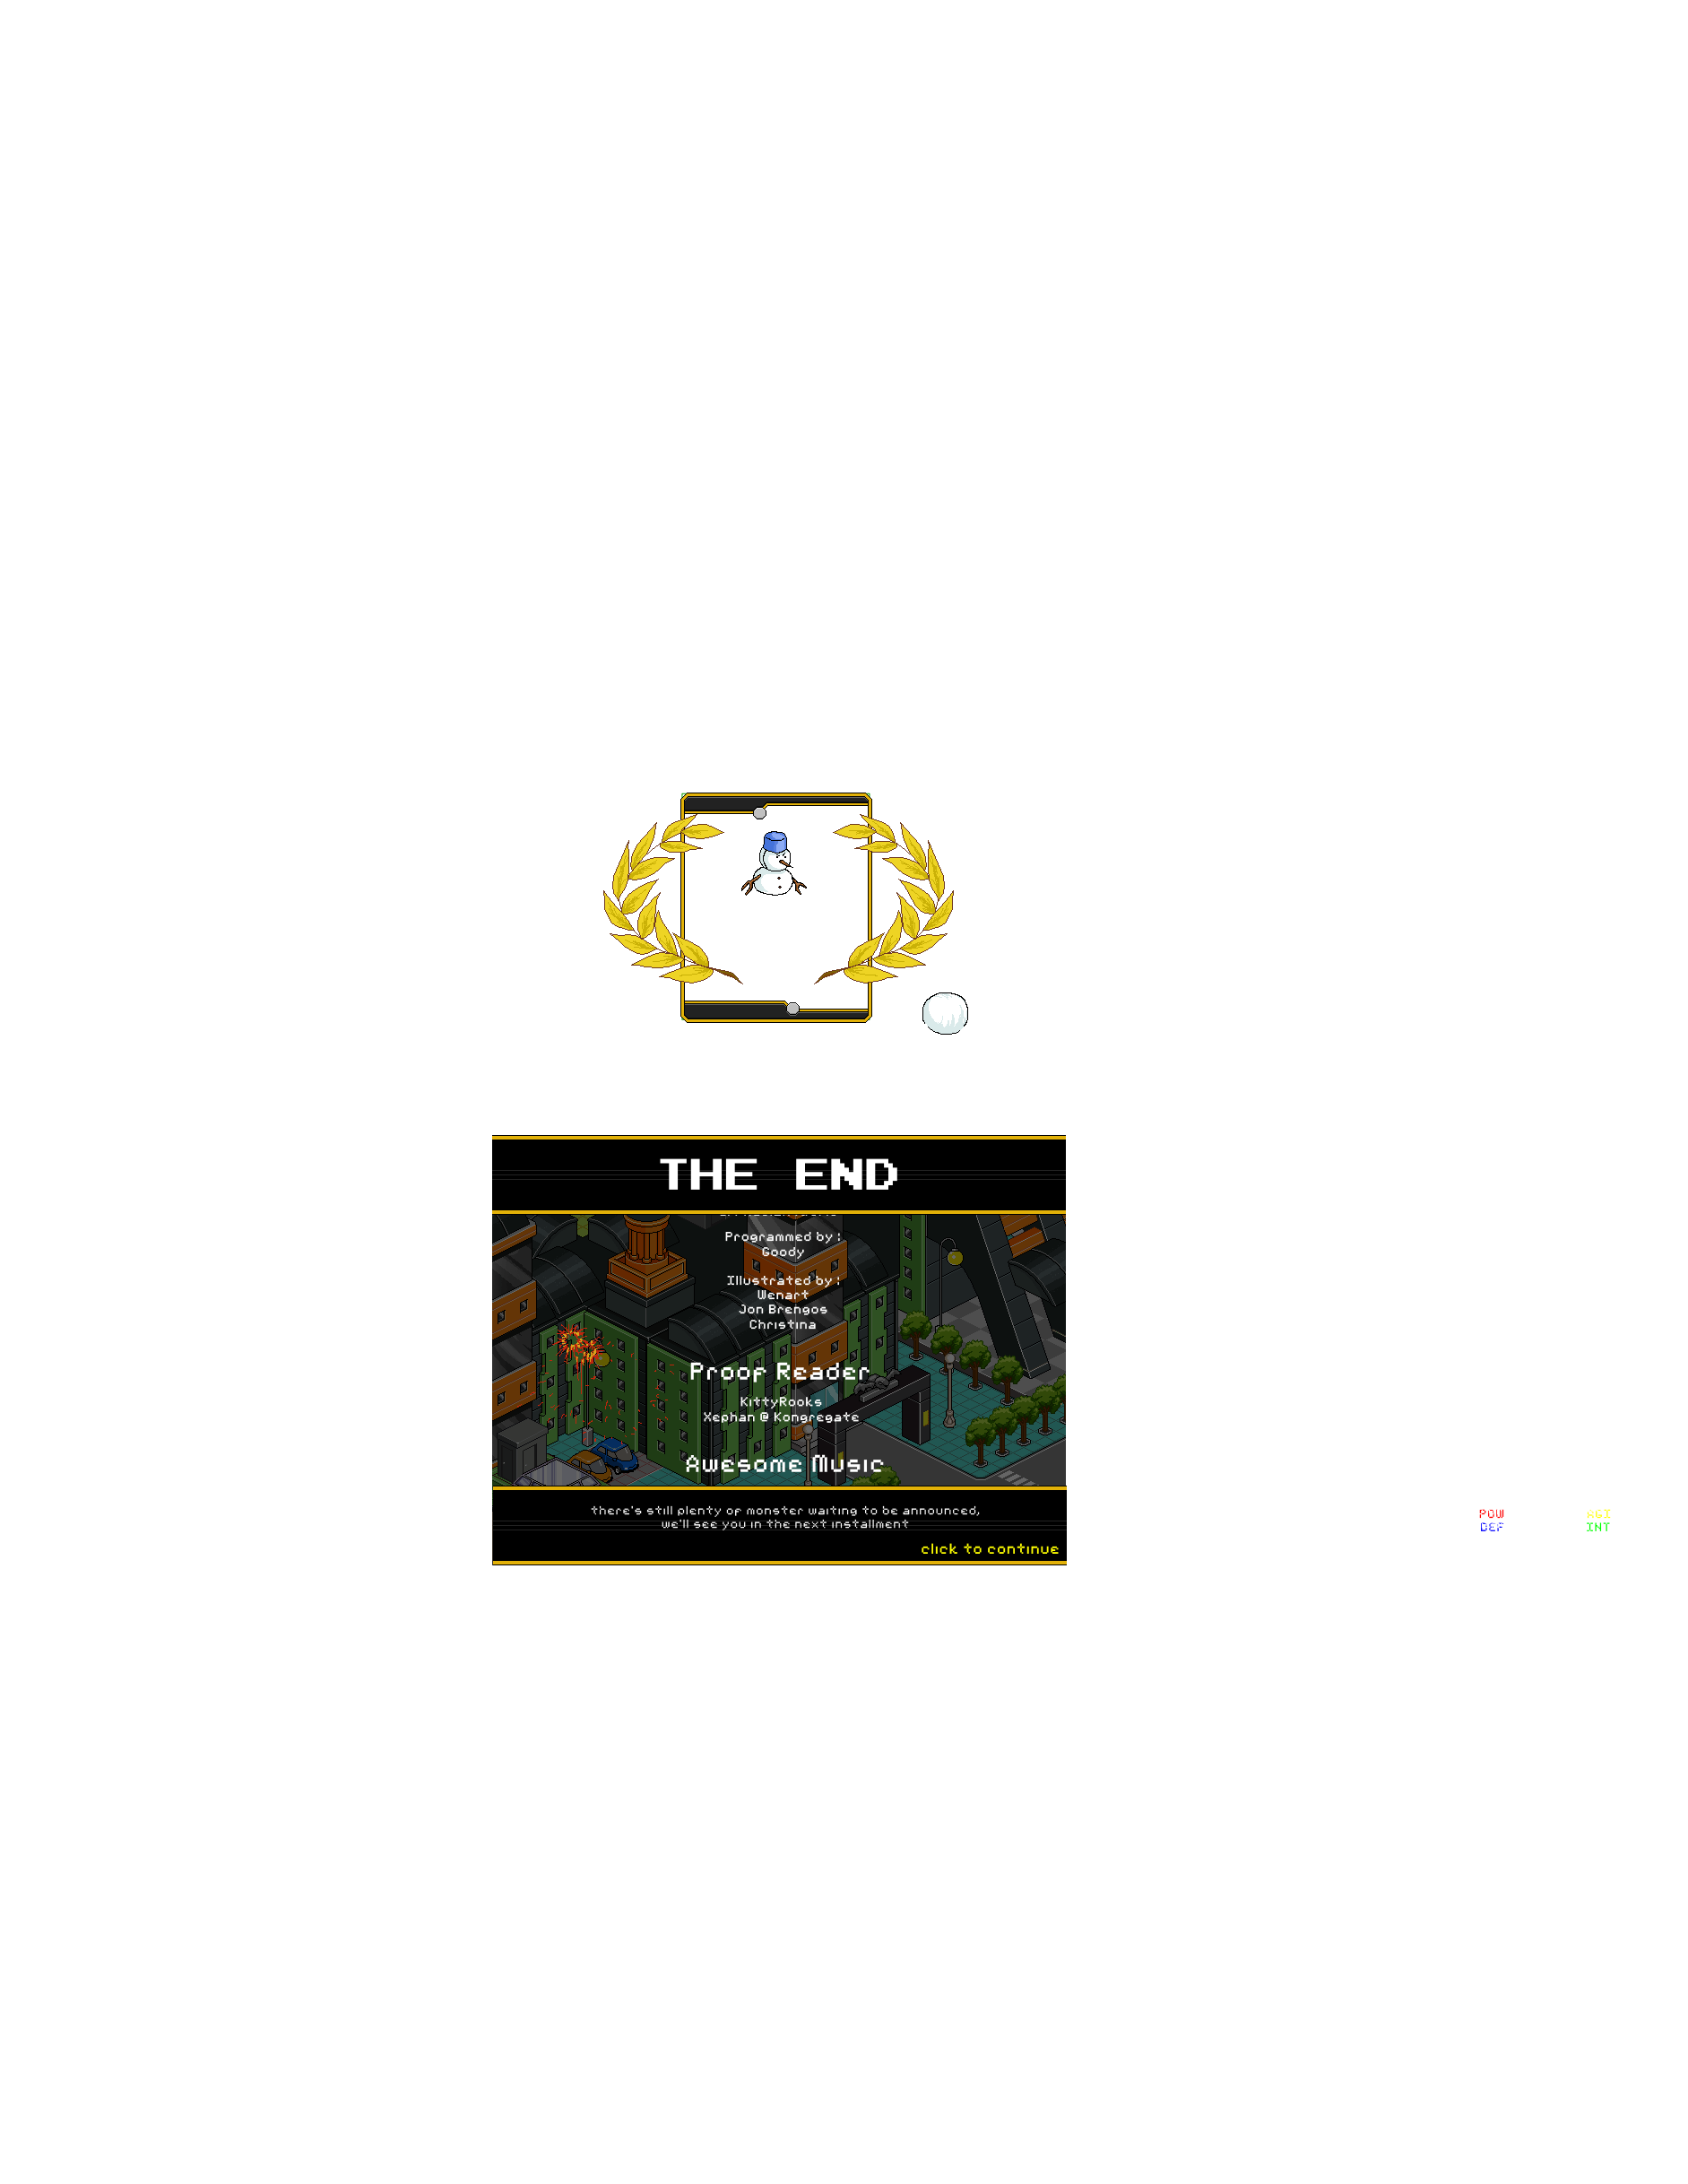 THE END
Programmed by :
Goody
Illustrated by :
Wenart
Jon Brengos
Christina
Proof Reader
KittyRooks
Xephan @ Kongregate
Awesome Music
there's still plenty of monster waiting to be announced,
we'll see you in the next installment
click to continue
POW AGI
DEF INT